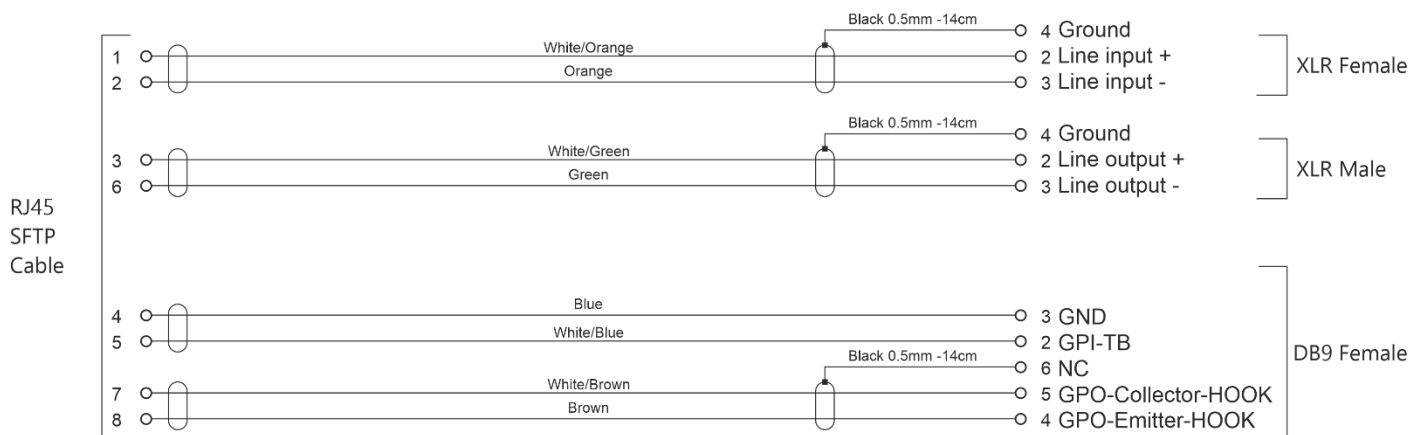 Black 0.5mm -14cm
4 Ground
1 White/Orange 2 Line input +
2 Orange 3 Line input -
XLR Female
Black 0.5mm -14cm
4 Ground
3 White/Green 2 Line output +
6 Green 3 Line output -
XLR Male
RJ45
SFTP
Cable
4 Blue 3 GND
5 White/Blue 2 GPI-TB
Black 0.5mm -14cm
6 NC
7 White/Brown 5 GPO-Collector-HOOK
8 Brown 4 GPO-Emitter-HOOK
DB9 Female